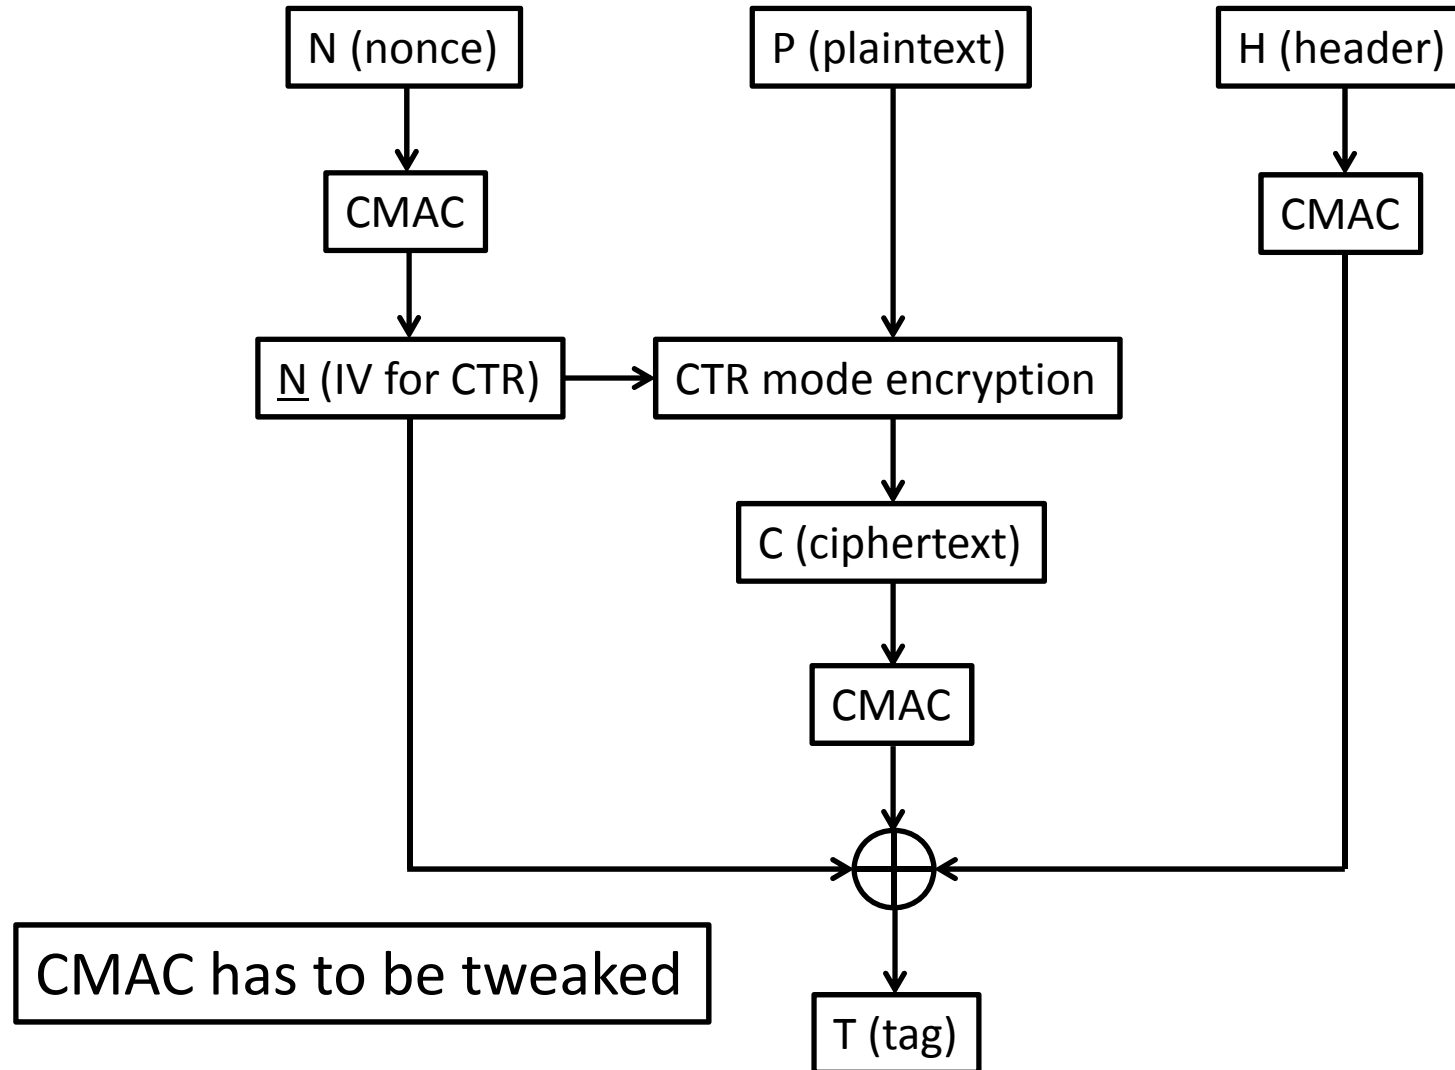 N (nonce)
P (plaintext)
H (header)
CMAC
CMAC
N (IV for CTR)
CTR mode encryption
C (ciphertext)
CMAC
CMAC has to be tweaked
T (tag)